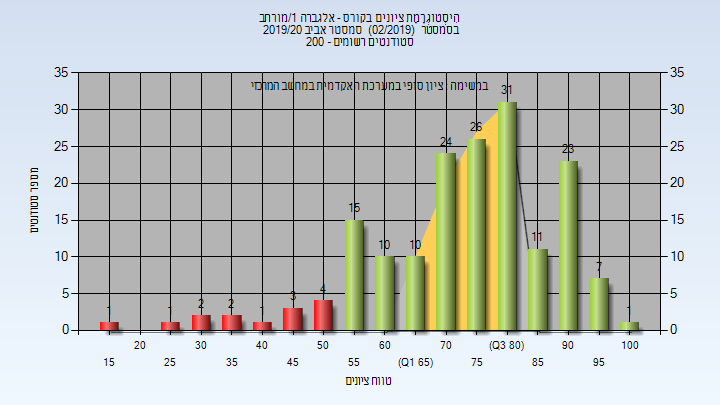 היסטוגרמת ציונים בקורס - אלגברה 1/מורחב
בסמסטר (02/2019) סמסטר אביב 2019/20
סטודנטים רשומים - 200
במשימה ציון סופי במערכת האקדמית במחשב המרכזי
מספר סטודנטים
35 35
30 30
25 25
20 20
15 15
10 10
5 5
0 0
1 1 2 2 1 3 4 15 10 10 24 26 31 11 23 7 1
20 30 40 50 60 70 (Q3 80) 90 100
15 25 35 45 55 (Q1 65) 75 85 95
טווח ציונים